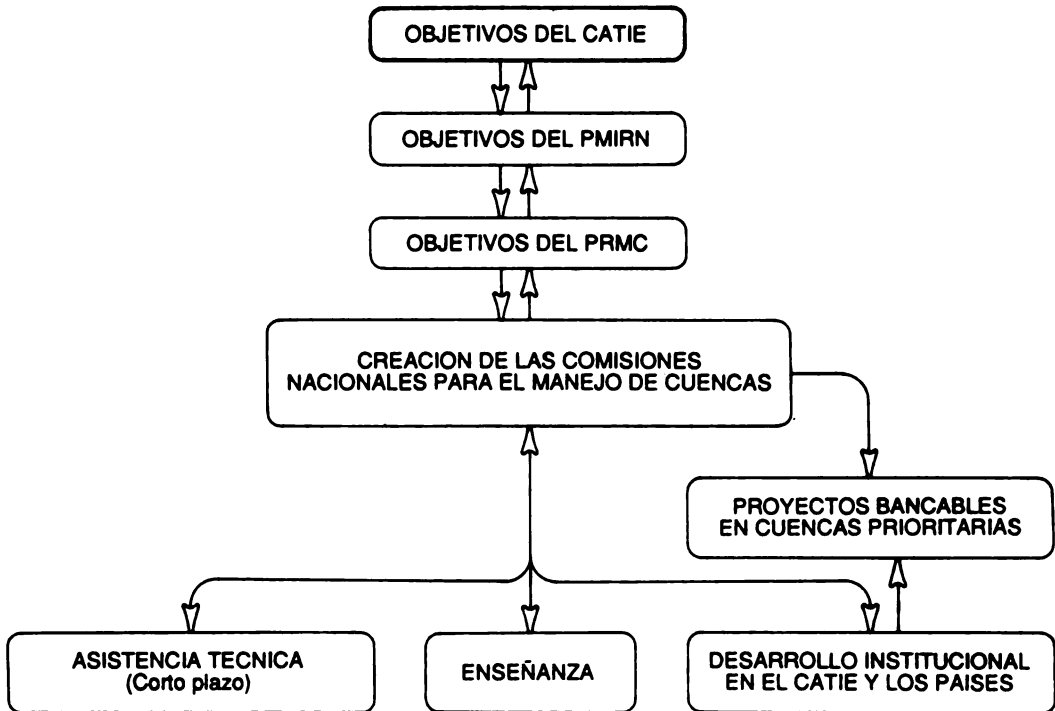 OBJETIVOS DEL CATIE
OBJETIVOS DEL PMIRN
OBJETIVOS DEL PRMC
CREACION DE LAS COMISIONES
NACIONALES PARA EL MANEJO DE CUENCAS
PROYECTOS BANCABLES
EN CUENCAS PRIORITARIAS
ASISTENCIA TECNICA
(Corto plazo)
ENSEÑANZA
DESARROLLO INSTITUCIONAL
EN EL CATIE Y LOS PAISES